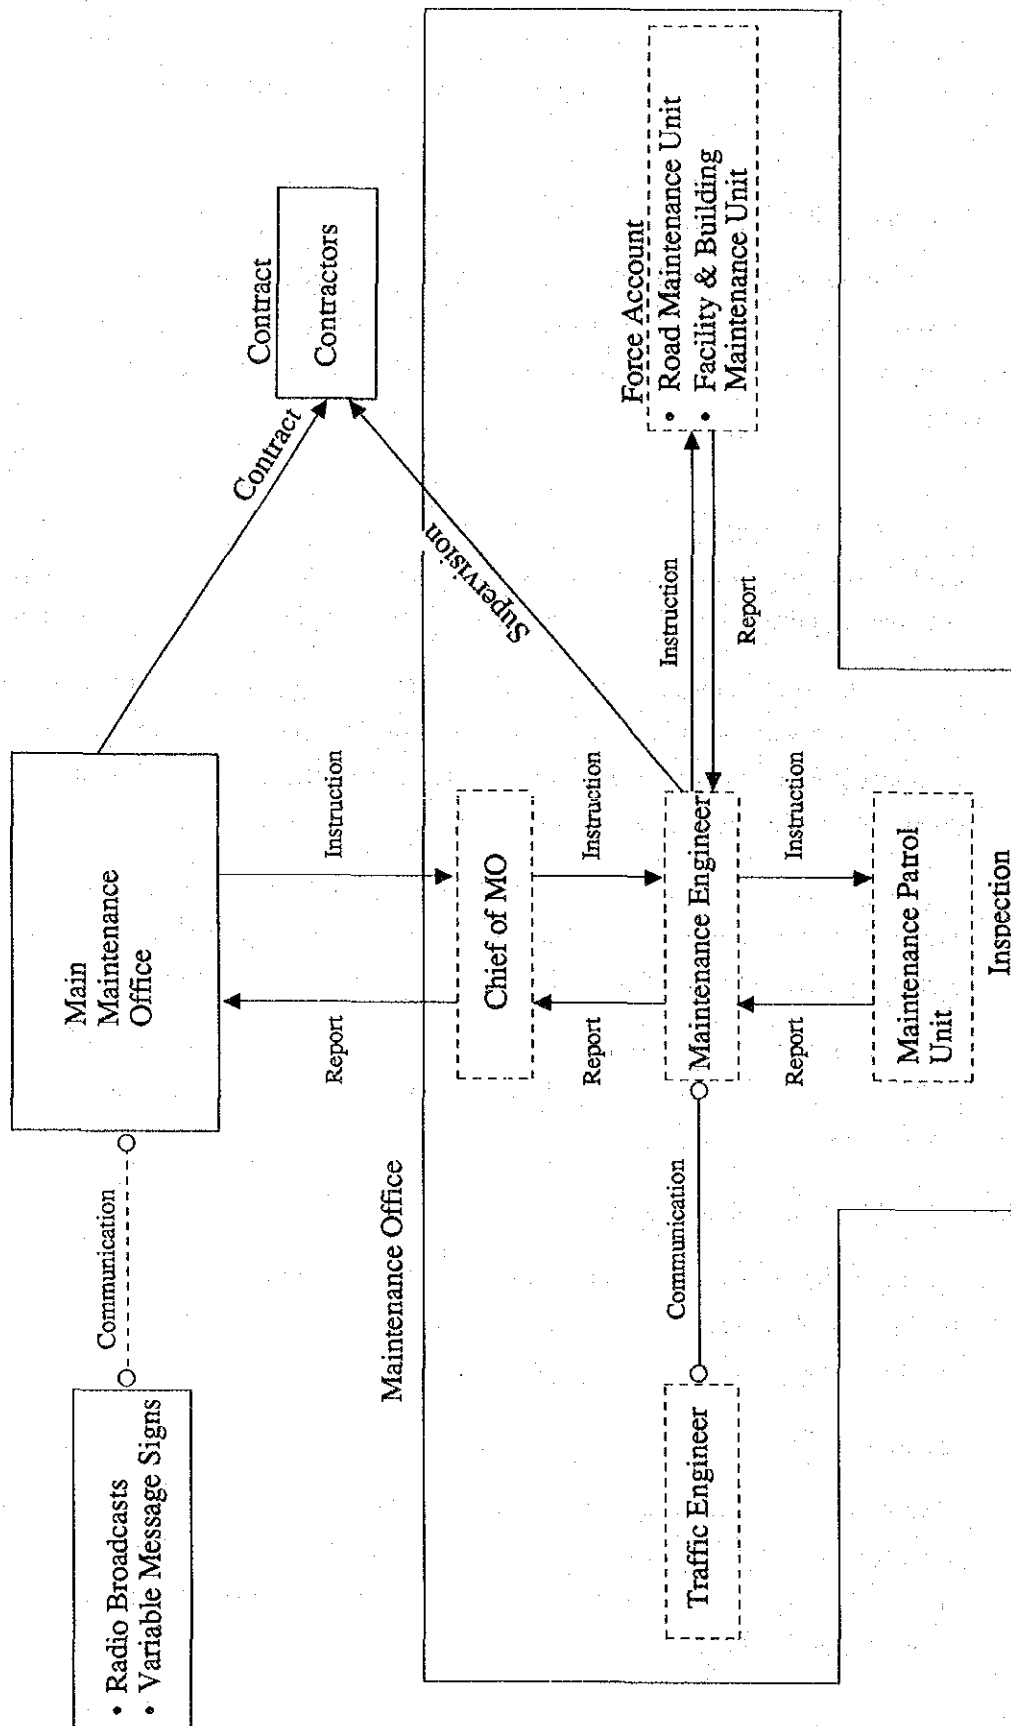 • Radio Broadcasts
• Variable Message Signs
Communication
Main
Maintenance
Office
Contract
Contract
Contractors
Report
Instruction
Supervision
Maintenance Office
Chief of MO
Report
Instruction
Traffic Engineer
Communication
Maintenance Engineer
Instruction
Report
Force Account
• Road Maintenance Unit
• Facility & Building
Maintenance Unit
Report
Instruction
Maintenance Patrol
Unit
Inspection